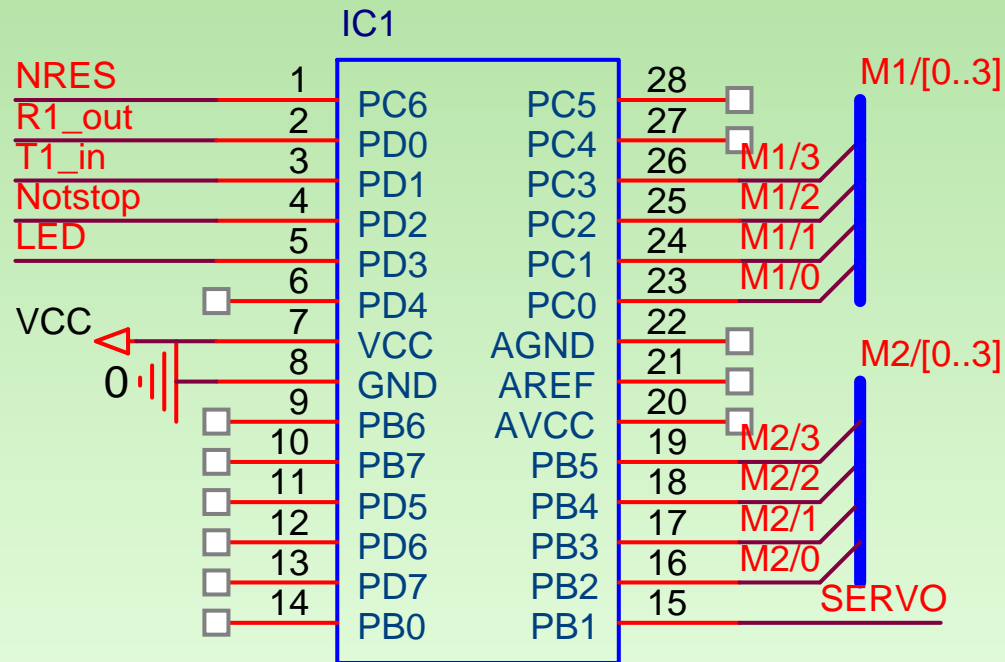 IC1
NRES 1 PC6 PC5 28 M1/[0..3]
R1_out 2 PD0 PC4 27
T1_in 3 PD1 PC3 26 M1/3
Notstop 4 PD2 PC2 25 M1/2
LED 5 PD3 PC1 24 M1/1
6 PD4 PC0 23 M1/0
VCC 7 VCC AGND 22
0 8 GND AREF 21 M2/[0..3]
9 PB6 AVCC 20
10 PB7 PB5 19 M2/3
11 PD5 PB4 18 M2/2
12 PD6 PB3 17 M2/1
13 PD7 PB2 16 M2/0
14 PB0 PB1 15 SERVO